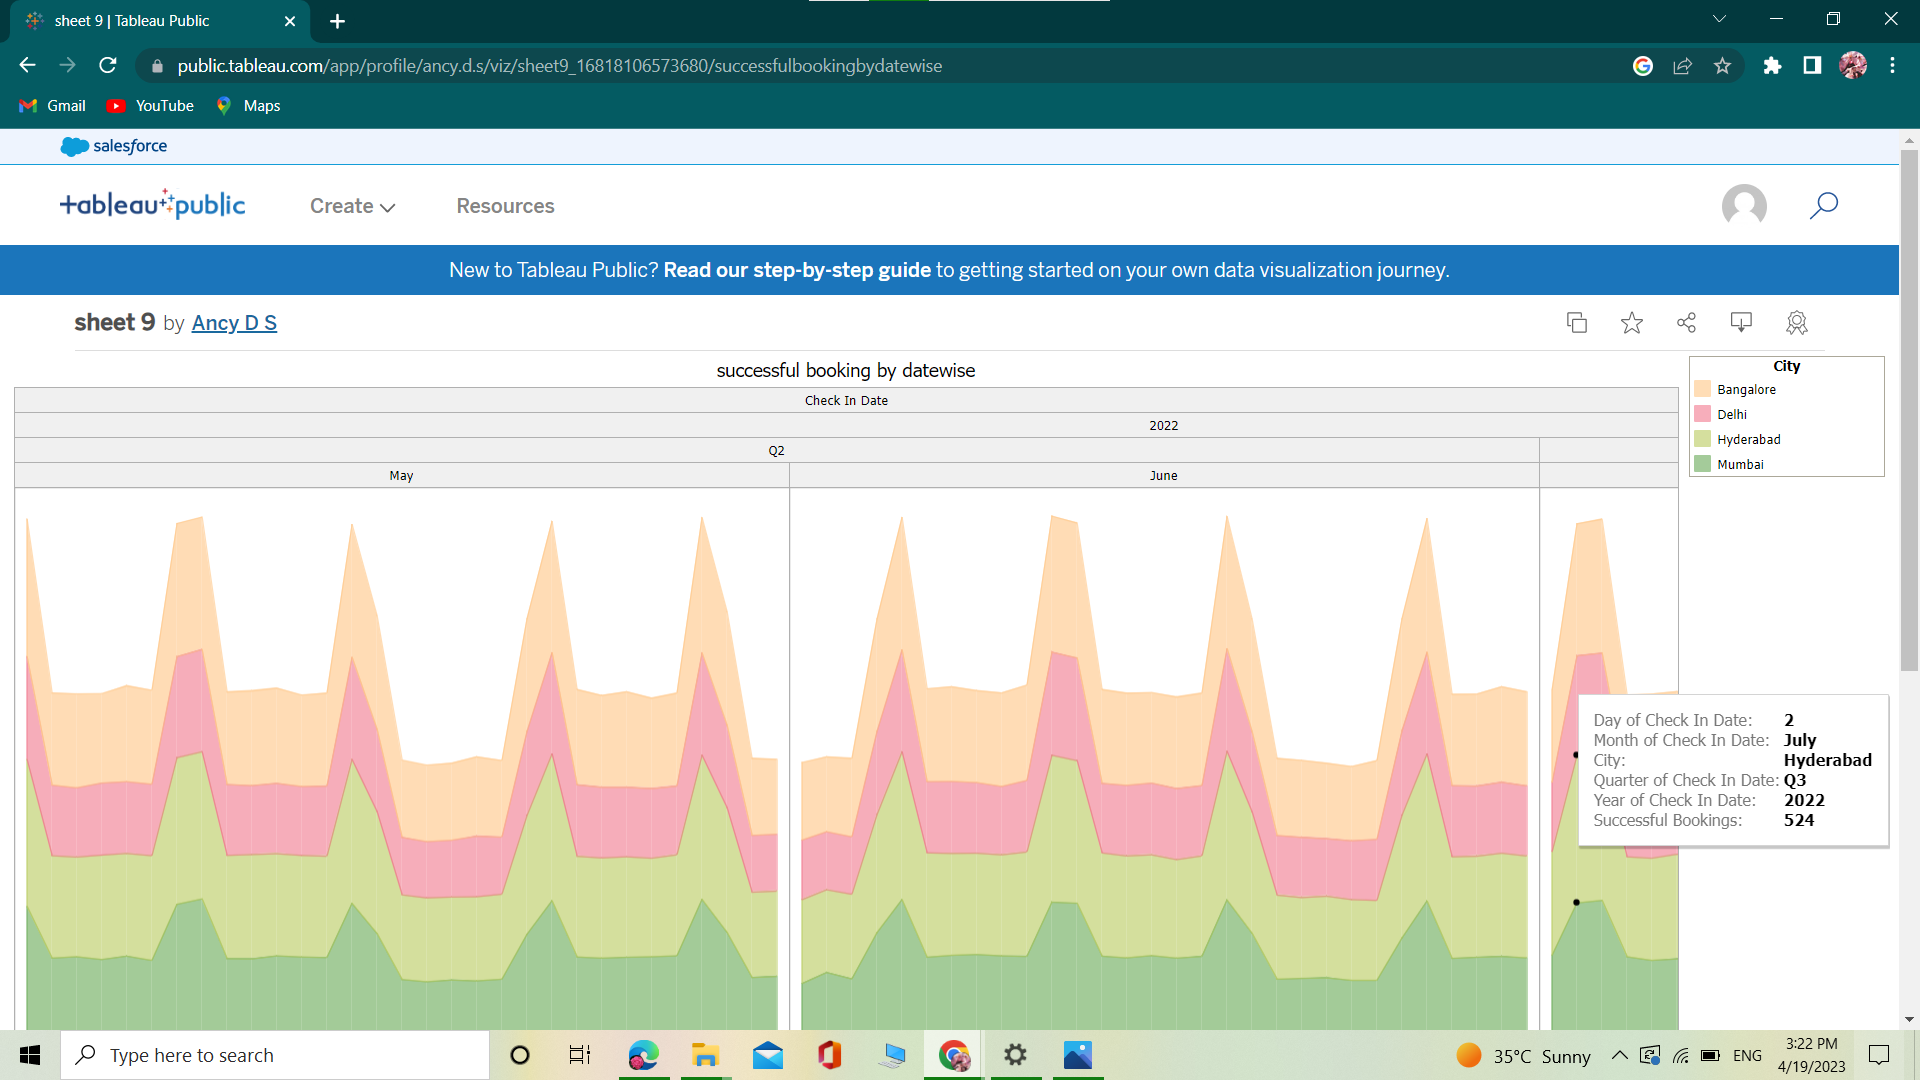 sheet 9 | Tableau Public
public.tableau.com/app/profile/ancy.d.s/viz/sheet9_16818106573680/successfulbookingbydatewise
Gmail YouTube Maps
salesforce
+ableau public Create Resources
New to Tableau Public? Read our step-by-step guide to getting started on your own data visualization journey.
sheet 9 by Ancy D S
successful booking by datewise
City
Bangalore
Delhi
Hyderabad
Mumbai
Check In Date
2022
Q2
May June
Day of Check In Date: 2
Month of Check In Date: July
City: Hyderabad
Quarter of Check In Date: Q3
Year of Check In Date: 2022
Successful Bookings: 524
Type here to search
35°C Sunny
ENG
3:22 PM
4/19/2023